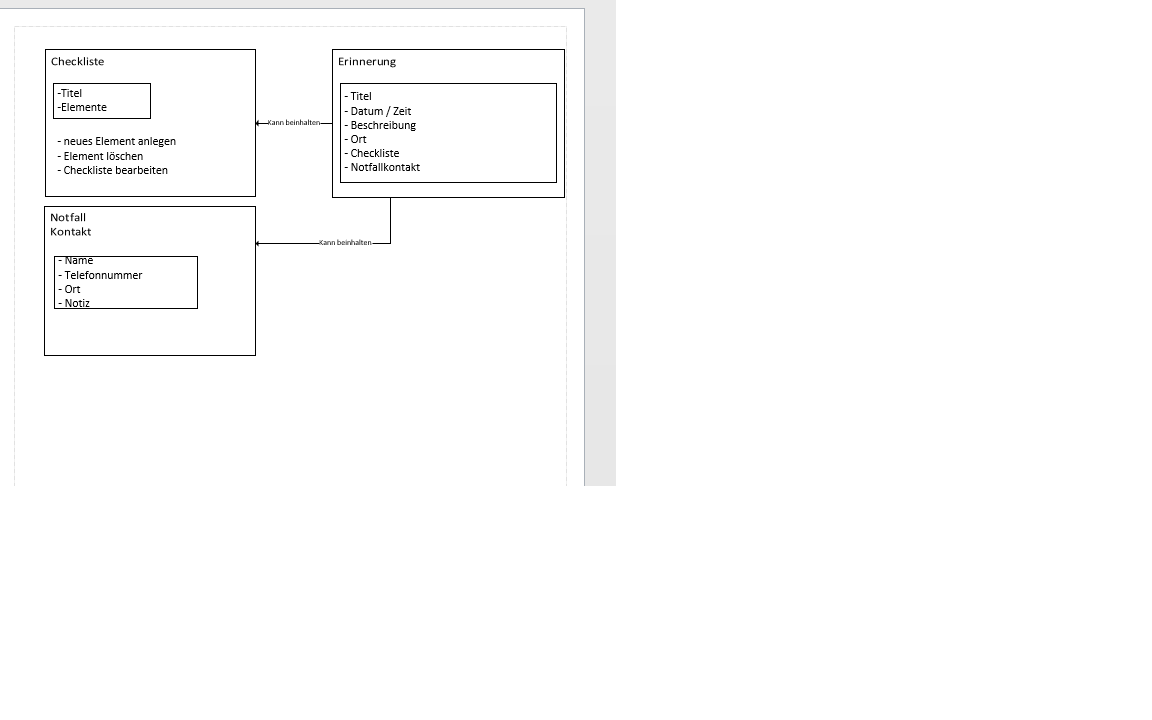 Checkliste
-Titel
-Elemente
- neues Element anlegen
- Element löschen
- Checkliste bearbeiten
Kann beinhalten
Erinnerung
- Titel
- Datum / Zeit
- Beschreibung
- Ort
- Checkliste
- Notfallkontakt
Notfall
Kontakt
- Name
- Telefonnummer
- Ort
- Notiz
Kann beinhalten